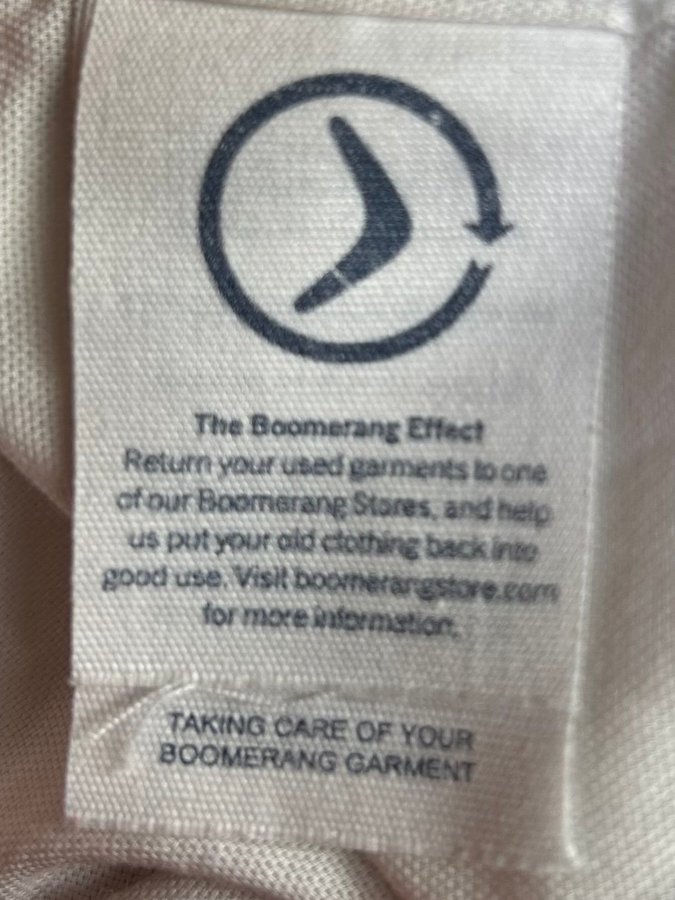 The Boomerang Effect
Return your used garments to one
of our Boomerang Stores, and help
us put your old clothing back into
good use. Visit boomerangstore.com
for more information.
TAKING CARE OF YOUR
BOOMERANG GARMENT